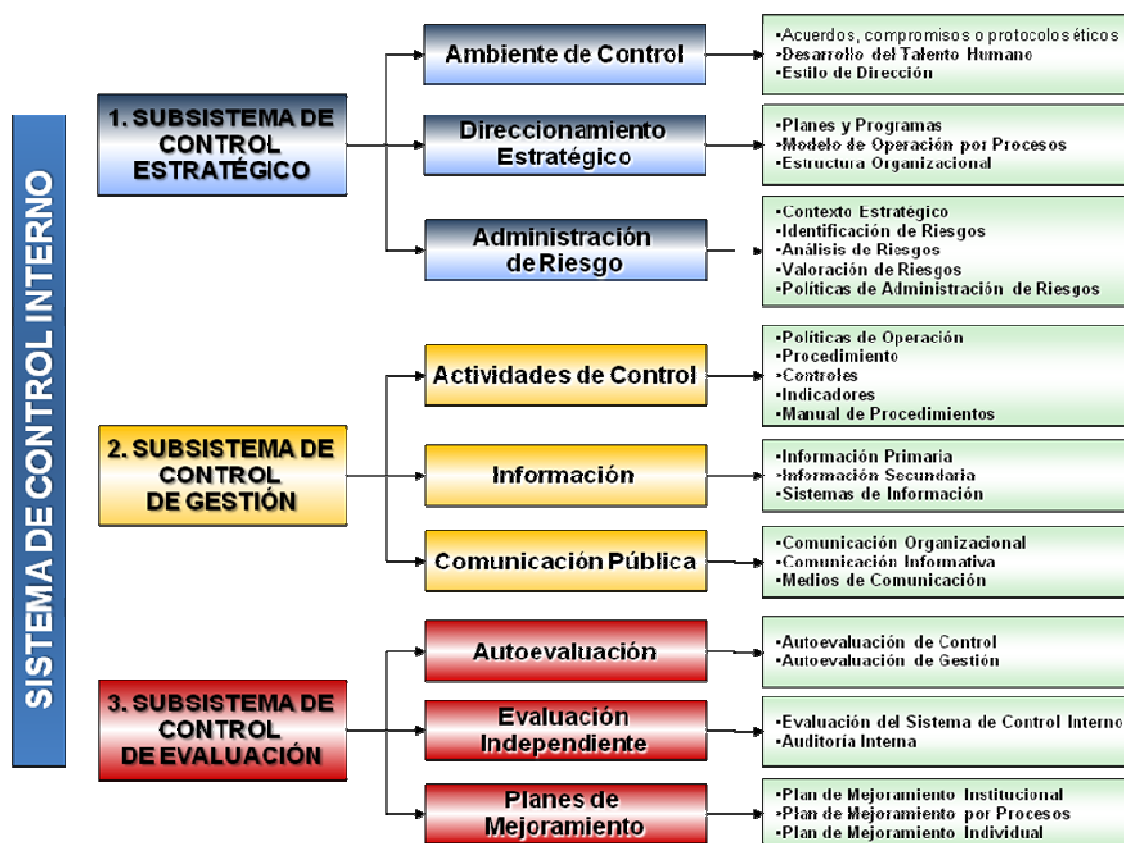 SISTEMA DE CONTROL INTERNO
1. SUBSISTEMA DE
CONTROL
ESTRATÉGICO
Ambiente de Control
•Acuerdos, compromisos o protocolos éticos
•Desarrollo del Talento Humano
•Estilo de Dirección
Direccionamiento
Estratégico
•Planes y Programas
•Modelo de Operación por Procesos
•Estructura Organizacional
Administración
de Riesgo
•Contexto Estratégico
•Identificación de Riesgos
•Análisis de Riesgos
•Valoración de Riesgos
•Políticas de Administración de Riesgos
2. SUBSISTEMA DE
CONTROL
DE GESTIÓN
Actividades de Control
•Políticas de Operación
•Procedimiento
•Controles
•Indicadores
•Manual de Procedimientos
Información
•Información Primaria
•Información Secundaria
•Sistemas de Información
Comunicación Pública
•Comunicación Organizacional
•Comunicación Informativa
•Medios de Comunicación
3. SUBSISTEMA DE
CONTROL
DE EVALUACIÓN
Autoevaluación
•Autoevaluación de Control
•Autoevaluación de Gestión
Evaluación
Independiente
•Evaluación del Sistema de Control Interno
•Auditoría Interna
Planes de
Mejoramiento
•Plan de Mejoramiento Institucional
•Plan de Mejoramiento por Procesos
•Plan de Mejoramiento Individual